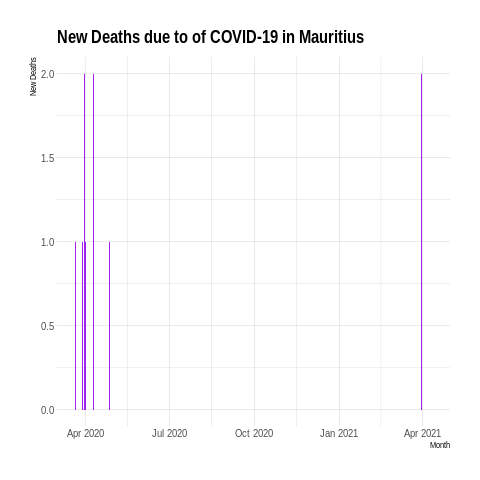 New Deaths due to of COVID-19 in Mauritius
New Deaths
2.0
1.5
1.0
0.5
0.0
Apr 2020 Jul 2020 Oct 2020 Jan 2021 Apr 2021
Month